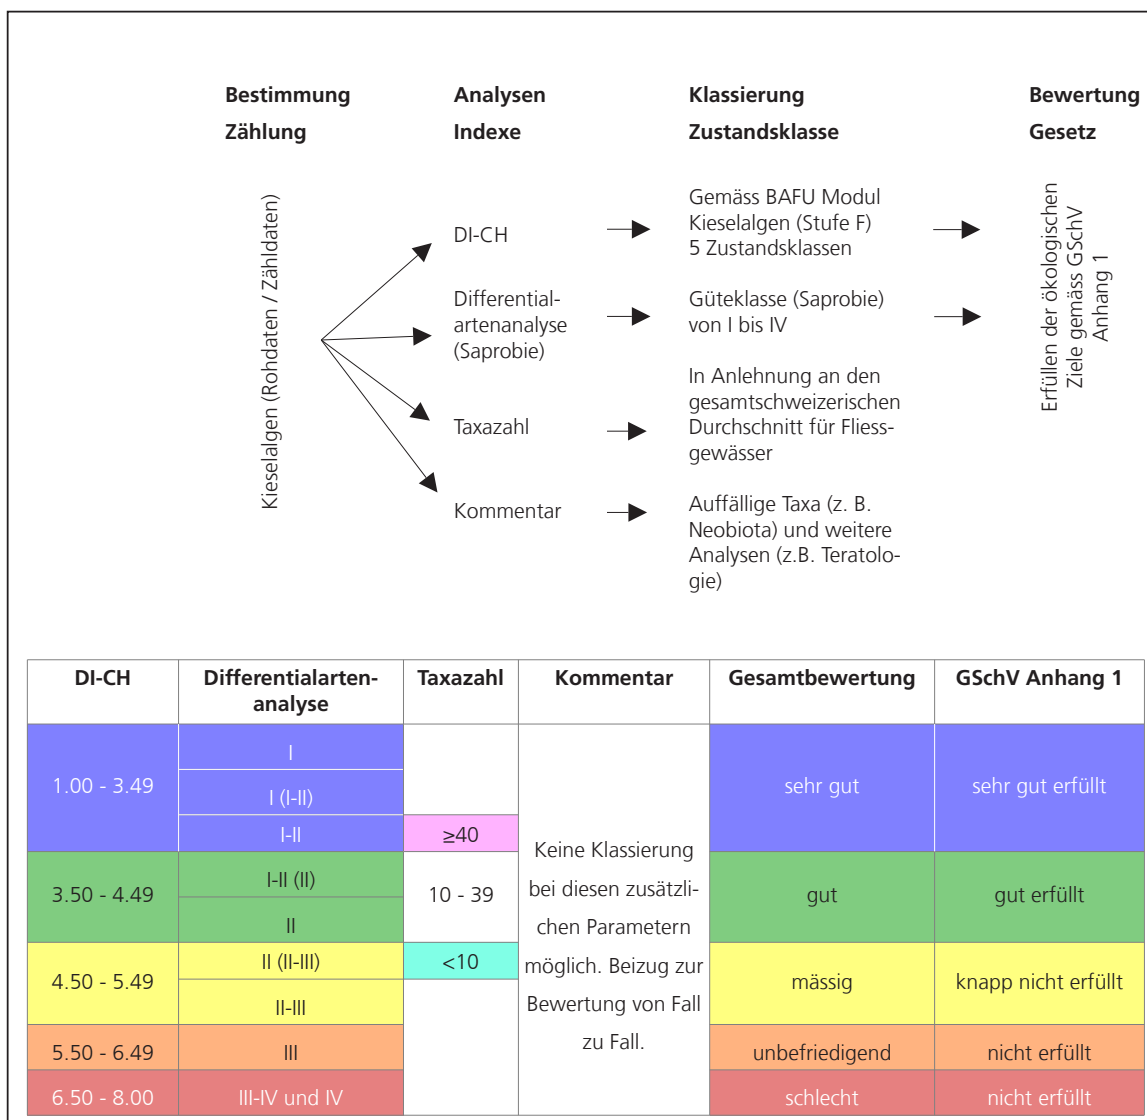 Bestimmung
Zählung
Analysen
Indexe
Klassierung
Zustandsklasse
Bewertung
Gesetz
Kieselalgen (Rohdaten / Zähldaten)
DI-CH
Gemäss BAFU Modul
Kieselalgen (Stufe F)
5 Zustandsklassen
Differential-
artenanalyse
(Saprobie)
Güteklasse (Saprobie)
von I bis IV
Taxazahl
In Anlehnung an den
gesamtschweizerischen
Durchschnitt für Fliess-
gewässer
Kommentar
Auffällige Taxa (z. B.
Neobiota) und weitere
Analysen (z.B. Teratolo-
gie)
Erfüllen der ökologischen
Ziele gemäss GSchV
Anhang 1
DI-CH
Differentialarten-
analyse
Taxazahl
Kommentar
Gesamtbewertung
GSchV Anhang 1
1.00 - 3.49
I
I (I-II)
I-II
≥40
sehr gut
sehr gut erfüllt
3.50 - 4.49
I-II (II)
II
10 - 39
gut
gut erfüllt
4.50 - 5.49
II (II-III)
II-III
<10
mässig
knapp nicht erfüllt
5.50 - 6.49
III
unbefriedigend
nicht erfüllt
6.50 - 8.00
III-IV und IV
schlecht
nicht erfüllt
Keine Klassierung
bei diesen zusätzli-
chen Parametern
möglich. Beizug zur
Bewertung von Fall
zu Fall.